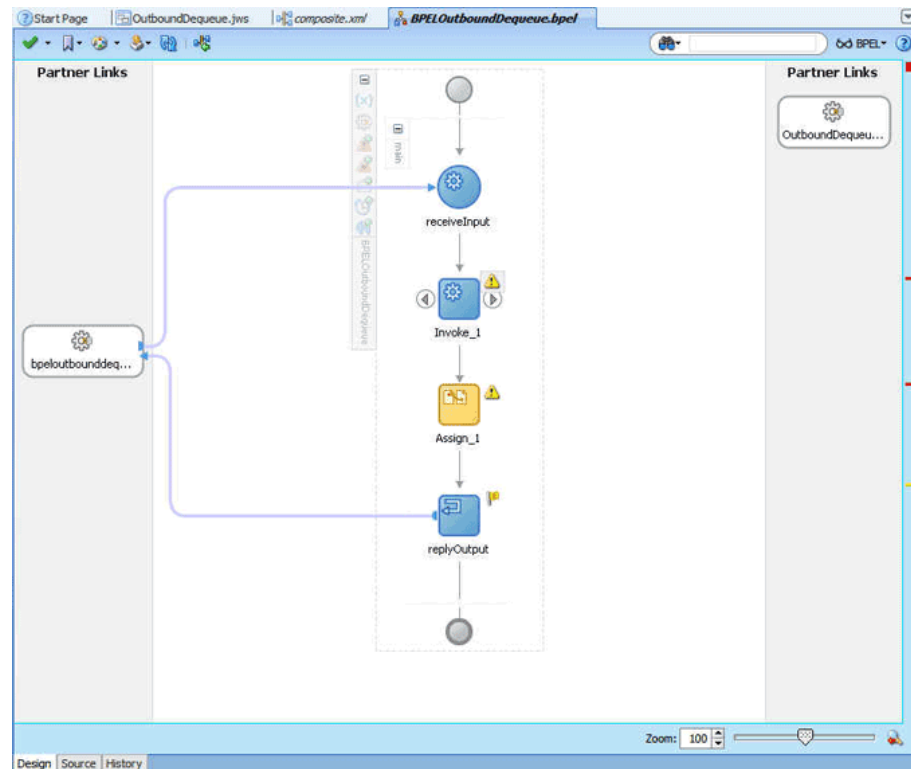 Start Page OutboundDequeue.jws composite.xml BPELOutboundDequeue.bpel
BPEL
Partner Links
Partner Links
OutboundDequeu...
main
receiveInput
BPELOutboundDequeue
Invoke_1
bpeloutbounddeq...
Assign_1
replyOutput
Zoom: 100
Design Source History